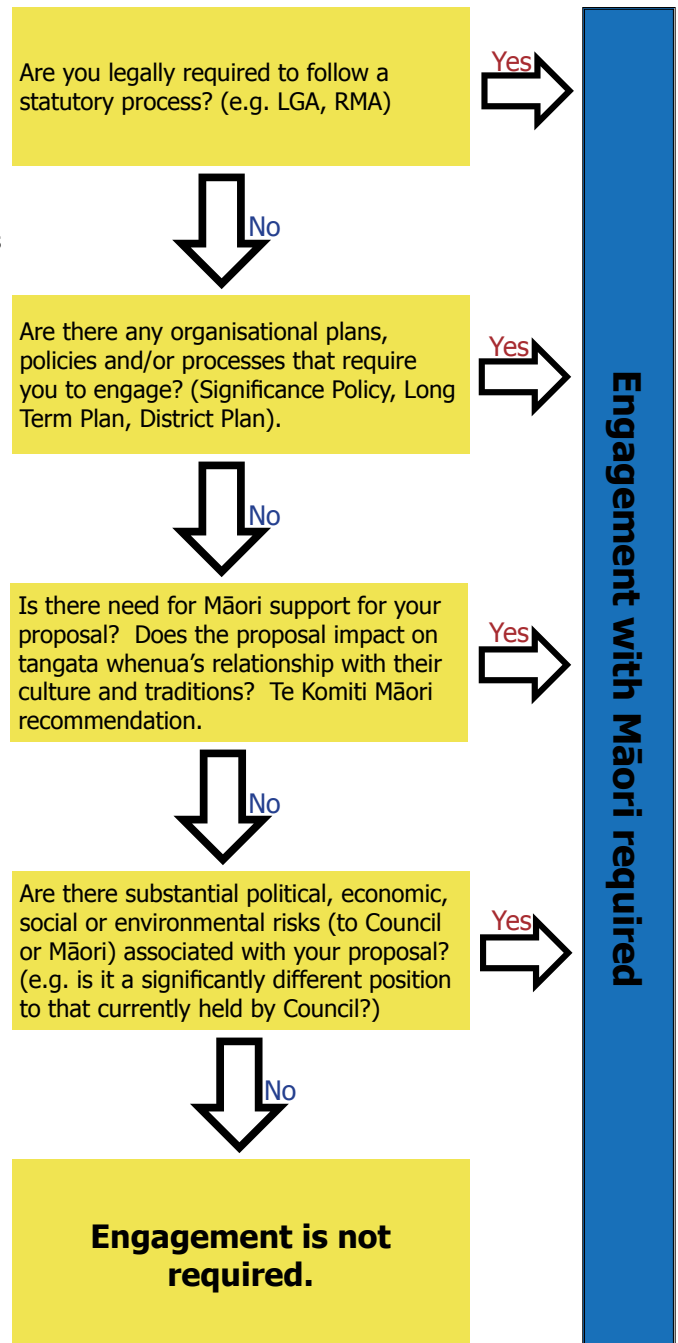 Are you legally required to follow a
statutory process? (e.g. LGA, RMA)
Yes
No
Are there any organisational plans,
policies and/or processes that require
you to engage? (Significance Policy, Long
Term Plan, District Plan).
Yes
No
Is there need for Māori support for your
proposal?  Does the proposal impact on
tangata whenua's relationship with their
culture and traditions?  Te Komiti Māori
recommendation.
Yes
No
Are there substantial political, economic,
social or environmental risks (to Council
or Māori) associated with your proposal?
(e.g. is it a significantly different position
to that currently held by Council?)
Yes
No
Engagement is not
required.
Engagement with Māori required